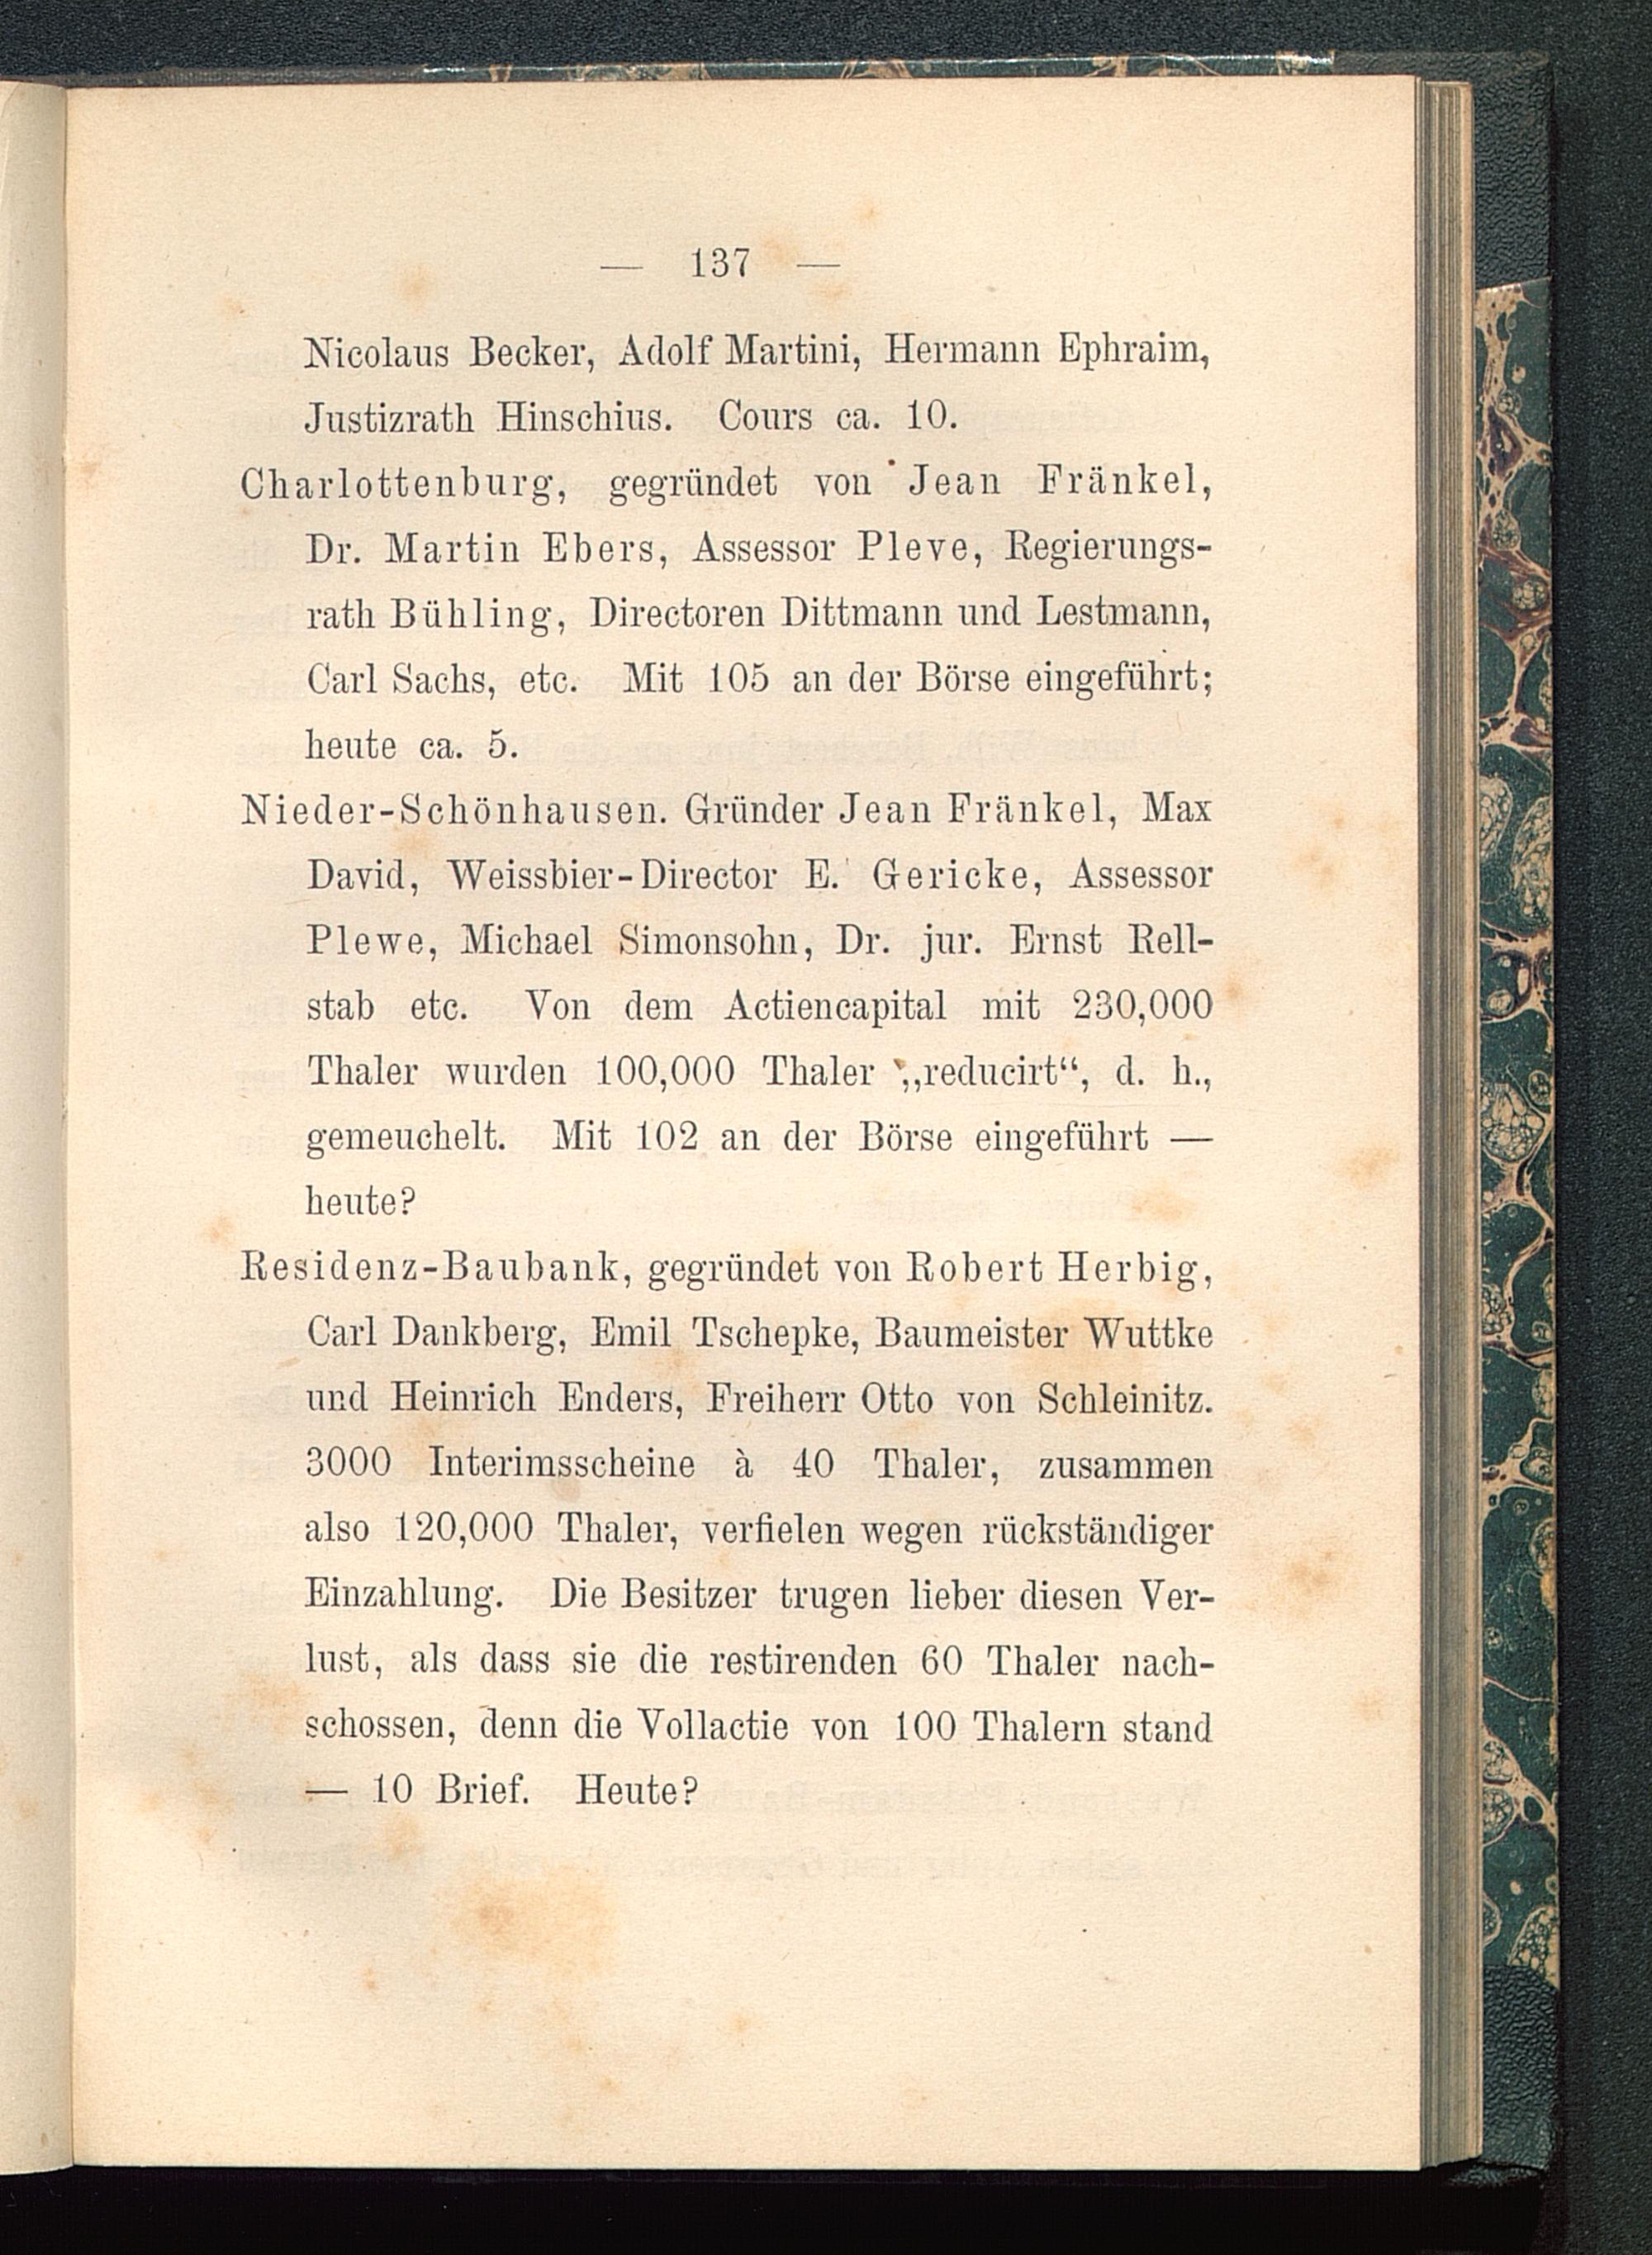 — 137 —
Nicolaus Becker, Adolf Martini, Hermann Ephraim,
Justizrath Hinschius. Cours ca. 10.
Charlottenburg, gegründet von Jean Fränkel,
Dr. Martin Ebers, Assessor Pleve, Regierungs-
rath Bühling, Directoren Dittmann und Lestmann,
Carl Sachs, etc. Mit 105 an der Börse eingeführt;
heute ca. 5.
Nieder-Schönhausen. Gründer Jean Fränkel, Max
David, Weissbier-Director E. Gericke, Assessor
Plewe, Michael Simonsohn, Dr. jur. Ernst Rell-
stab etc. Von dem Actiencapital mit 230,000
Thaler wurden 100,000 Thaler „reducirt“, d. h.,
gemeuchelt. Mit 102 an der Börse eingeführt —
heute?
Residenz-Baubank, gegründet von Robert Herbig,
Carl Dankberg, Emil Tschepke, Baumeister Wuttke
und Heinrich Enders, Freiherr Otto von Schleinitz.
3000 Interimsscheine à 40 Thaler, zusammen
also 120,000 Thaler, verfielen wegen rückständiger
Einzahlung. Die Besitzer trugen lieber diesen Ver-
lust, als dass sie die restirenden 60 Thaler nach-
schossen, denn die Vollactie von 100 Thalern stand
— 10 Brief. Heute?